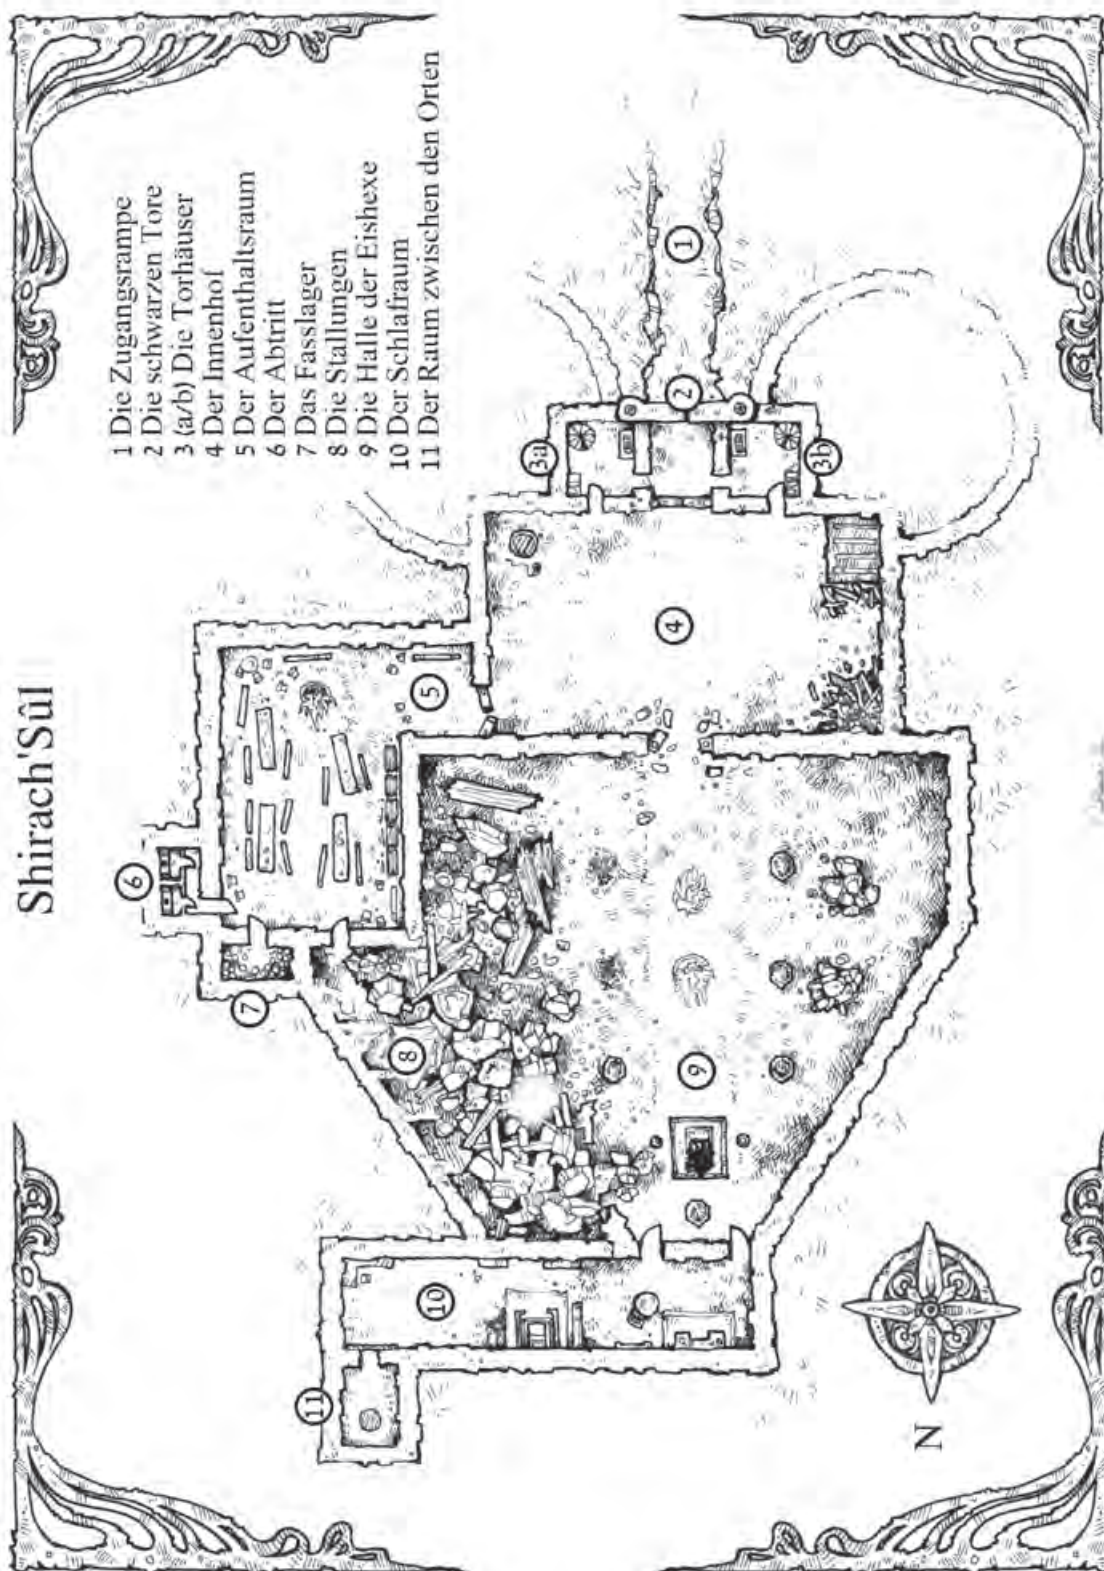 Shirach'Sûl
1 Die Zugangsrampe
2 Die schwarzen Tore
3 (a/b) Die Torhäuser
4 Der Innenhof
5 Der Aufenthaltsraum
6 Der Abtritt
7 Das Fasslager
8 Die Stallungen
9 Die Halle der Eishexe
10 Der Schlafraum
11 Der Raum zwischen den Orten
11
10
6
7
8
9
5
4
3a
2
3b
1
N